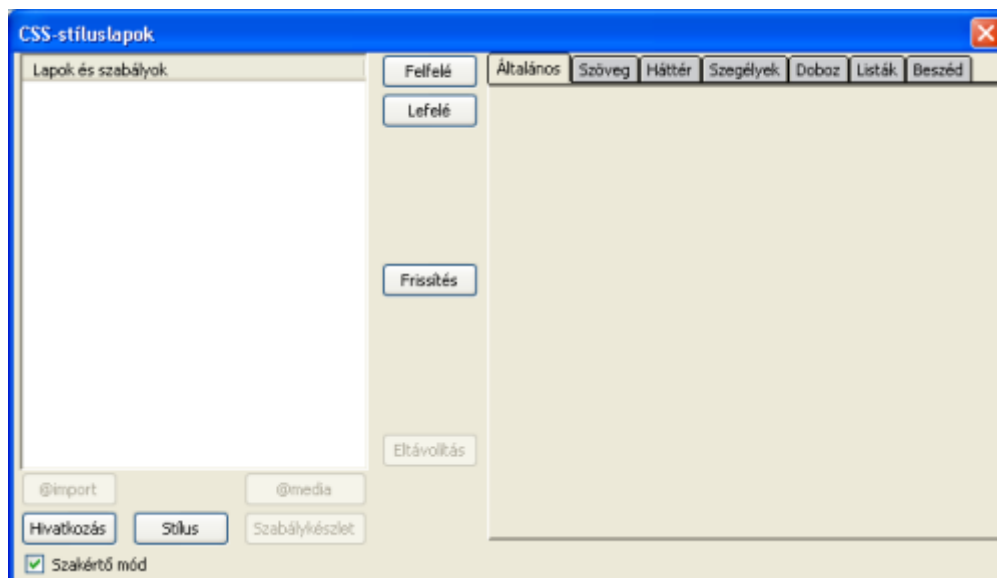 CSS-stíluslapok
Lapok és szabályok
Felfelé
Lefelé
Frissítés
Eltávolítás
Általános Szöveg Háttér Szegélyek Doboz Listák Beszéd
@import @media
Hivatkozás Stílus Szabálykészlet
Szakértő mód